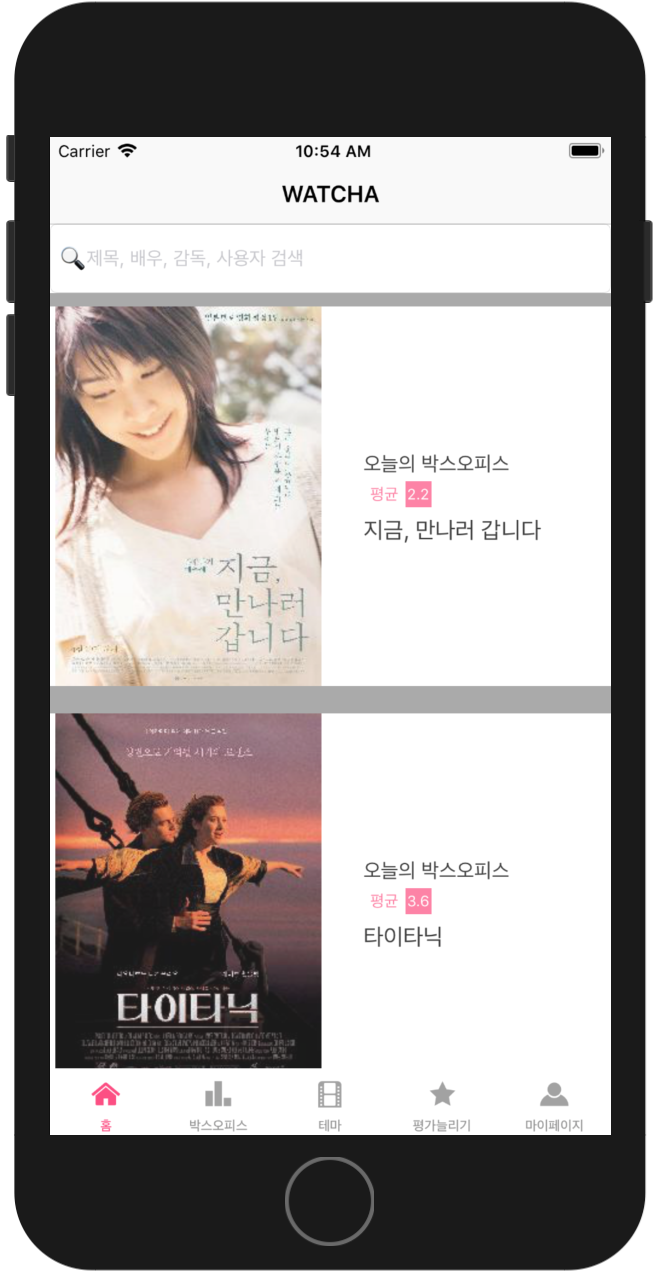 Carrier
10:54 AM
WATCHA
제목, 배우, 감독, 사용자 검색
지금,
만나러
갑니다
오늘의 박스오피스
평균 2.2
지금, 만나러 갑니다
타이타닉
오늘의 박스오피스
평균 3.6
타이타닉
홈
박스오피스
테마
평가늘리기
마이페이지